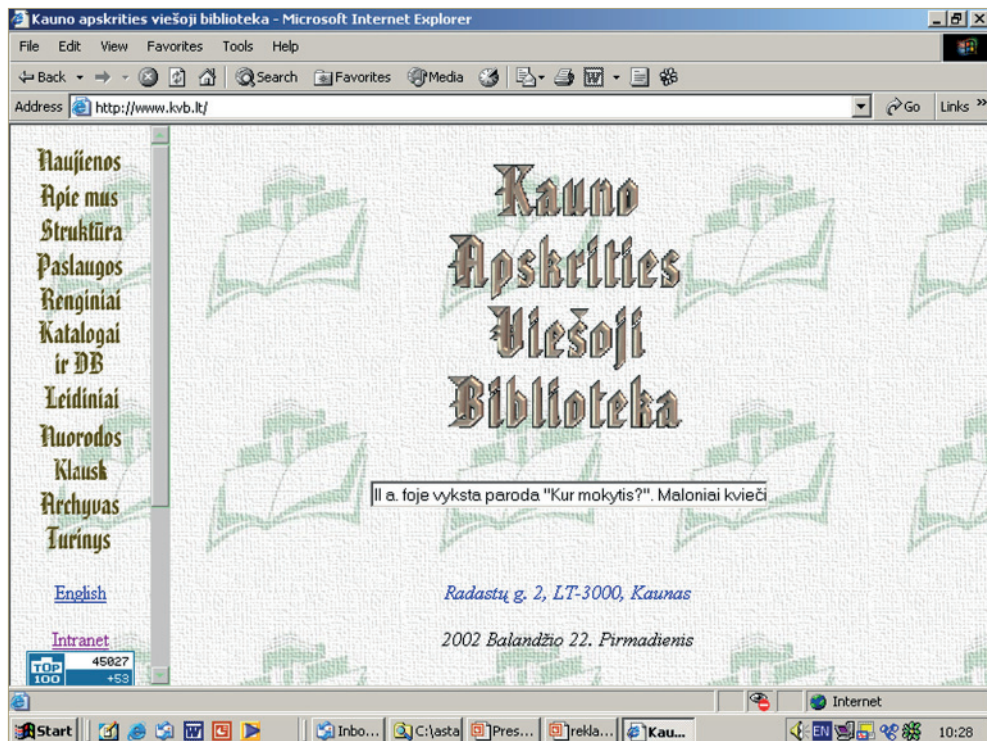 Kauno apskrities viešoji biblioteka - Microsoft Internet Explorer
File Edit View Favorites Tools Help
Back Search Favorites Media
Address http://www.kvb.lt/ Go Links »
Naujienos
Apie mus
Struktūra
Paslaugos
Renginiai
Katalogai
ir DB
Leidiniai
Nuorodos
Klausk
Archyvas
Turinys
English
Intranet
TOP 100 45027 +53
Kauno
Apskrities
Viešoji
Biblioteka
II a. foje vyksta paroda "Kur mokytis?". Maloniai kvieči
Radastų g. 2, LT-3000, Kaunas
2002 Balandžio 22. Pirmadienis
Internet
Start Inbo... C:\asta Pres... rekla... Kau... EN 10:28